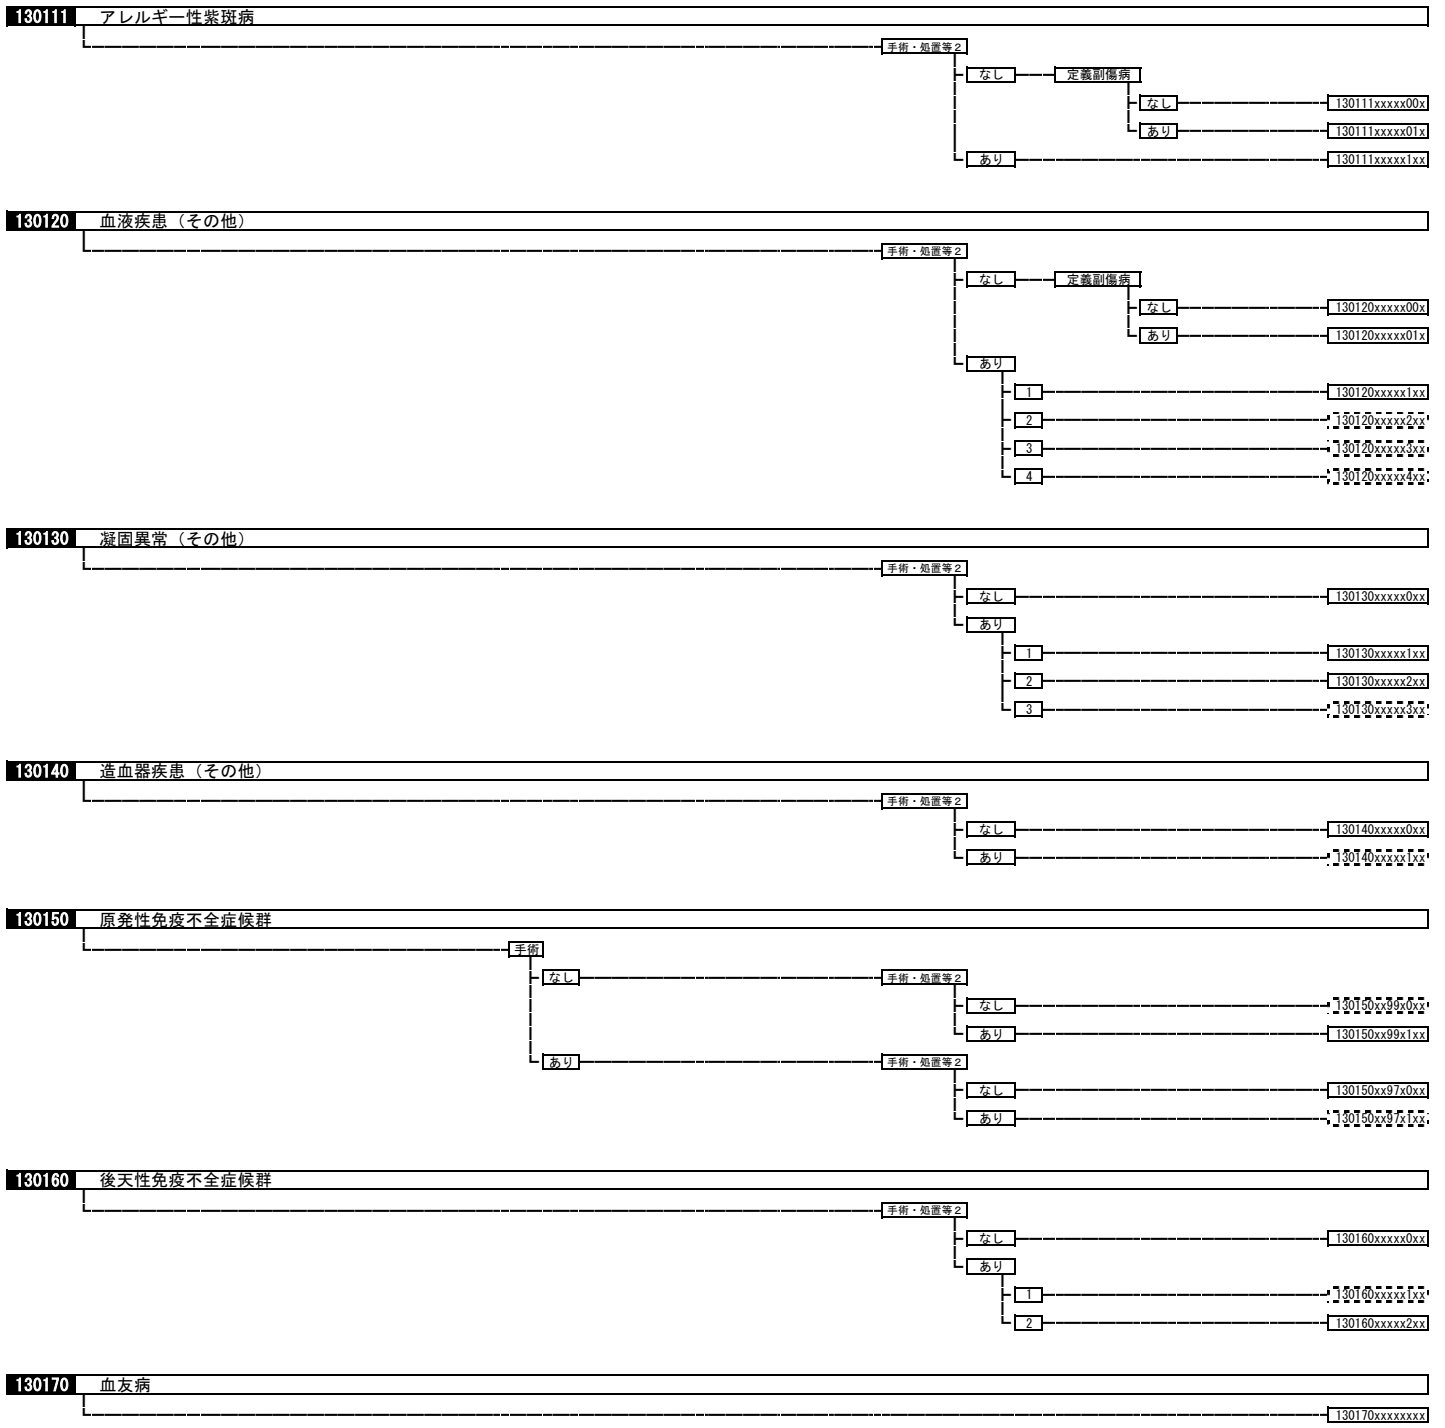 130111 アレルギー性紫斑病
手術・処置等２
なし 定義副傷病
なし 130111xxxxx00x
あり 130111xxxxx01x
あり 130111xxxxx1xx
130120 血液疾患（その他）
手術・処置等２
なし 定義副傷病
なし 130120xxxxx00x
あり 130120xxxxx01x
あり
1 130120xxxxx1xx
2 130120xxxxx2xx
3 130120xxxxx3xx
4 130120xxxxx4xx
130130 凝固異常（その他）
手術・処置等２
なし 130130xxxxx0xx
あり
1 130130xxxxx1xx
2 130130xxxxx2xx
3 130130xxxxx3xx
130140 造血器疾患（その他）
手術・処置等２
なし 130140xxxxx0xx
あり 130140xxxxx1xx
130150 原発性免疫不全症候群
手術
なし 手術・処置等２
なし 130150xx99x0xx
あり 130150xx99x1xx
あり 手術・処置等２
なし 130150xx97x0xx
あり 130150xx97x1xx
130160 後天性免疫不全症候群
手術・処置等２
なし 130160xxxxx0xx
あり
1 130160xxxxx1xx
2 130160xxxxx2xx
130170 血友病
130170xxxxxxxx